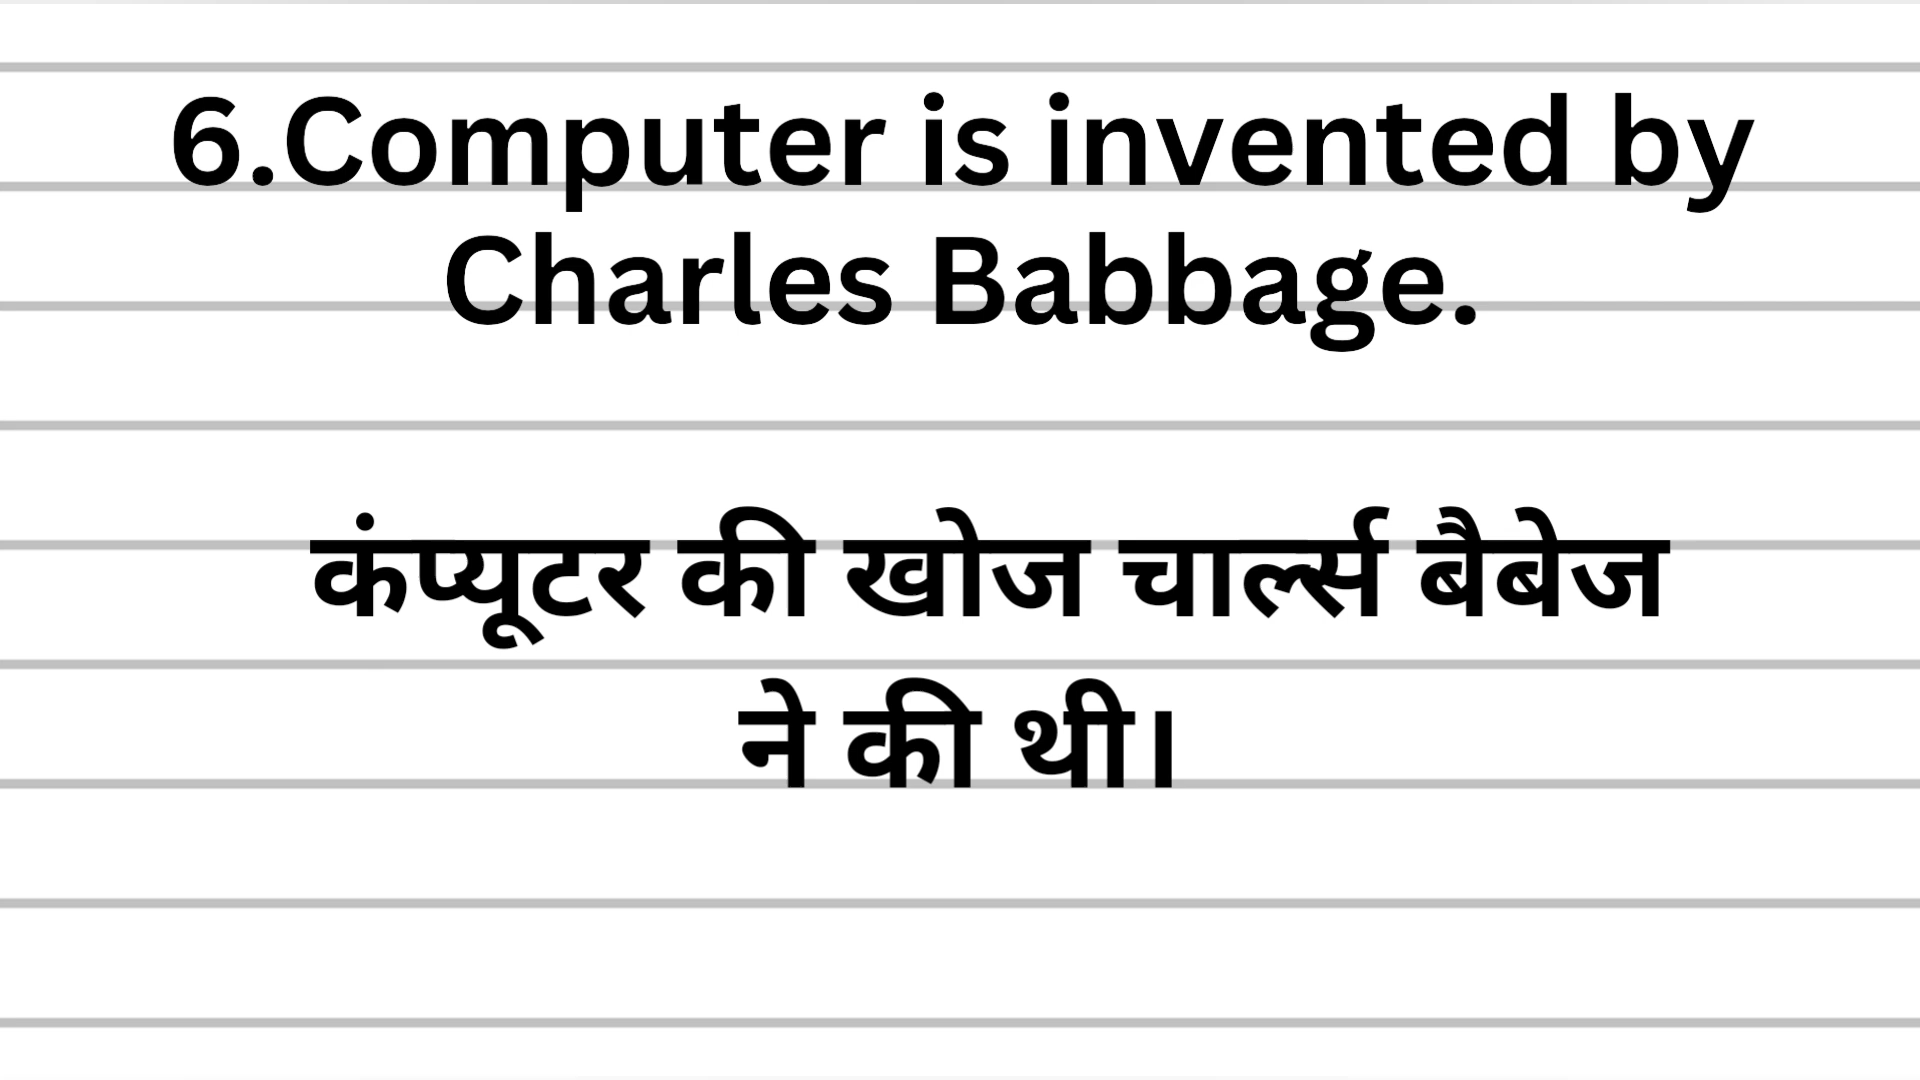 6.Computer is invented by
Charles Babbage.
कंप्यूटर की खोज चार्ल्स बैबेज
ने की थी।